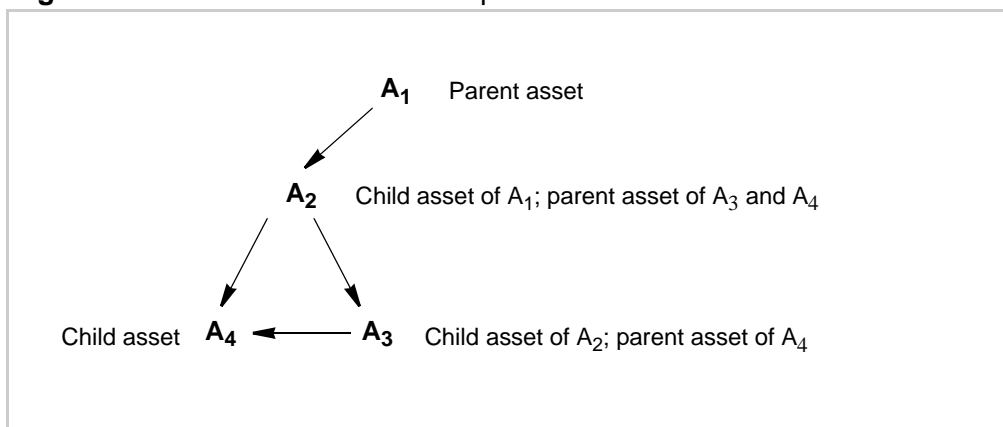 A1 Parent asset
A2 Child asset of A1; parent asset of A3 and A4
Child asset A4 A3 Child asset of A2; parent asset of A4